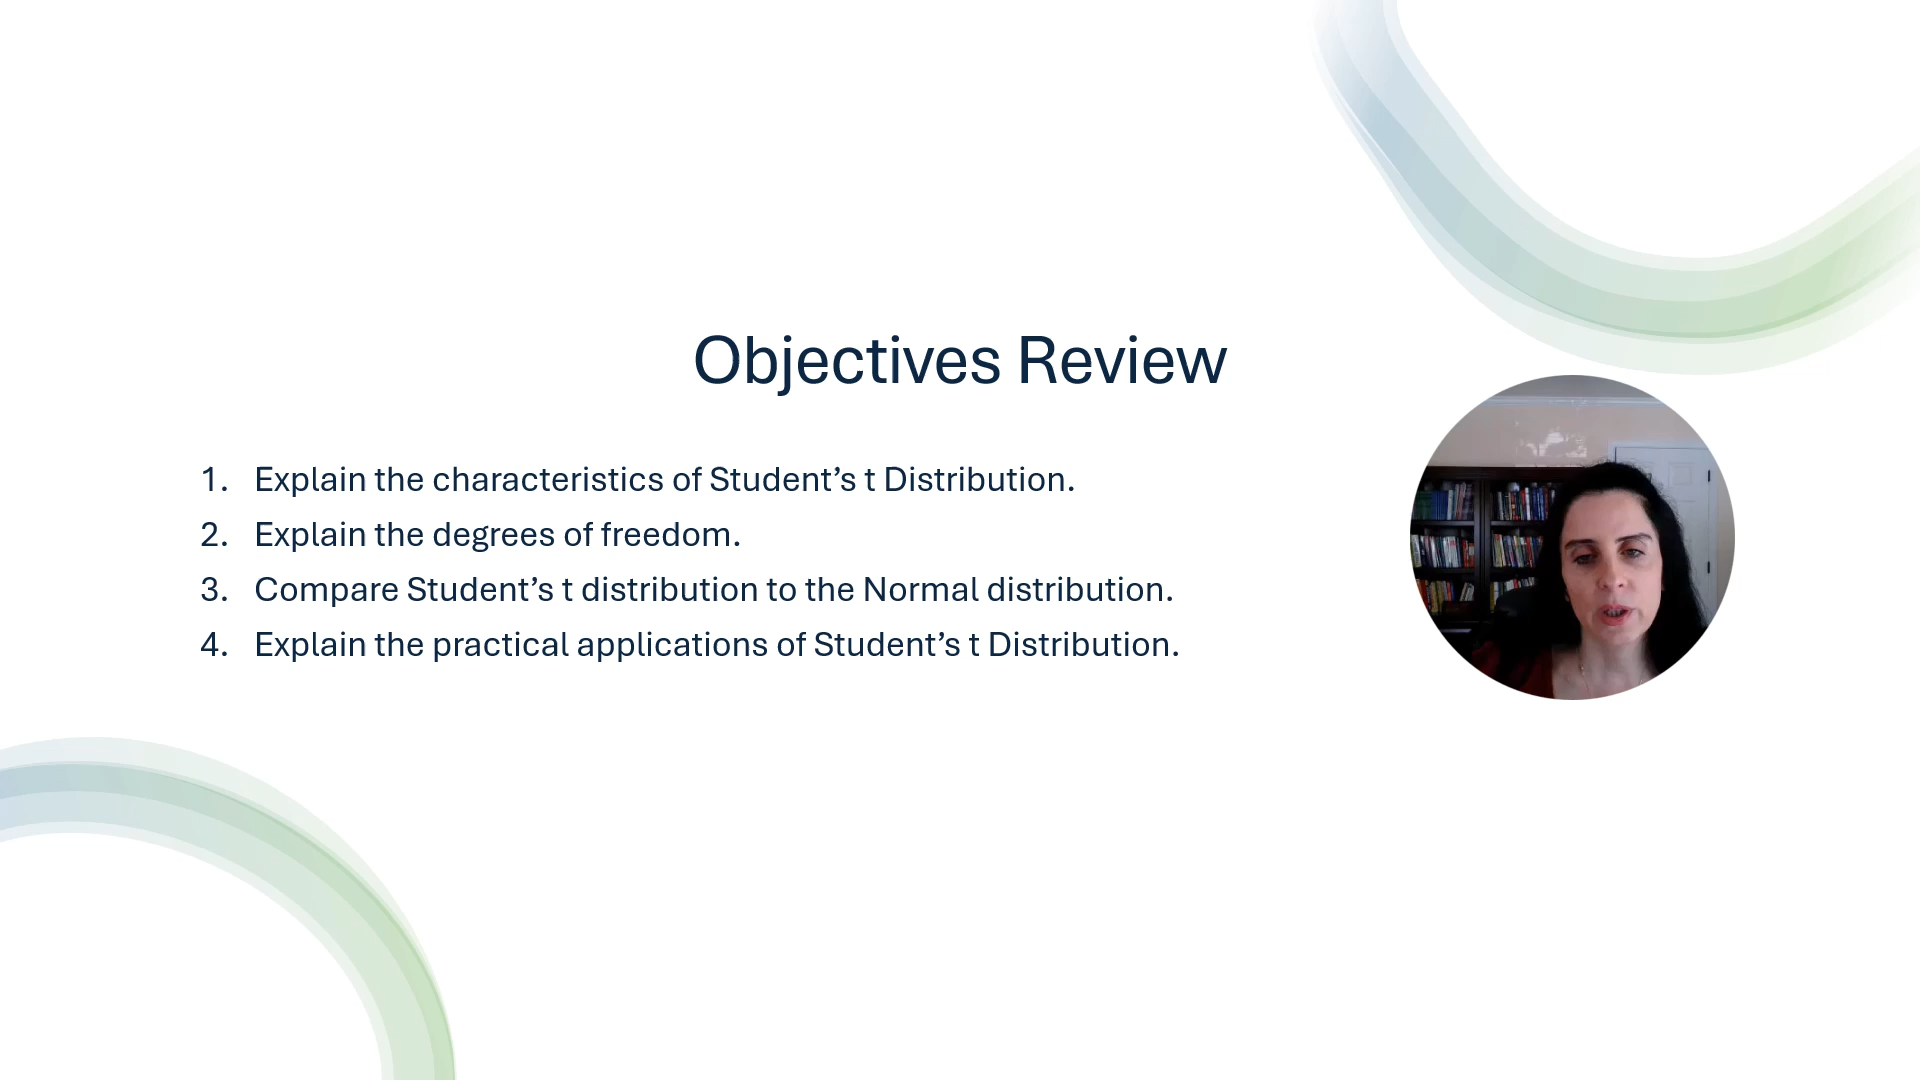 Objectives Review
1. Explain the characteristics of Student’s t Distribution.
2. Explain the degrees of freedom.
3. Compare Student’s t distribution to the Normal distribution.
4. Explain the practical applications of Student’s t Distribution.